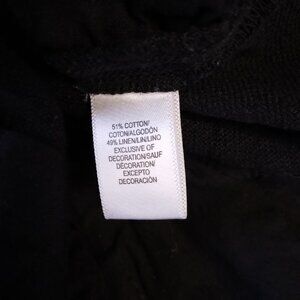 51% COTTON/
COTON/ALGODÓN
49% LINEN/LIN/LINO
EXCLUSIVE OF
DECORATION/SAUF
DÉCORATION/
EXCEPTO
DECORACIÓN